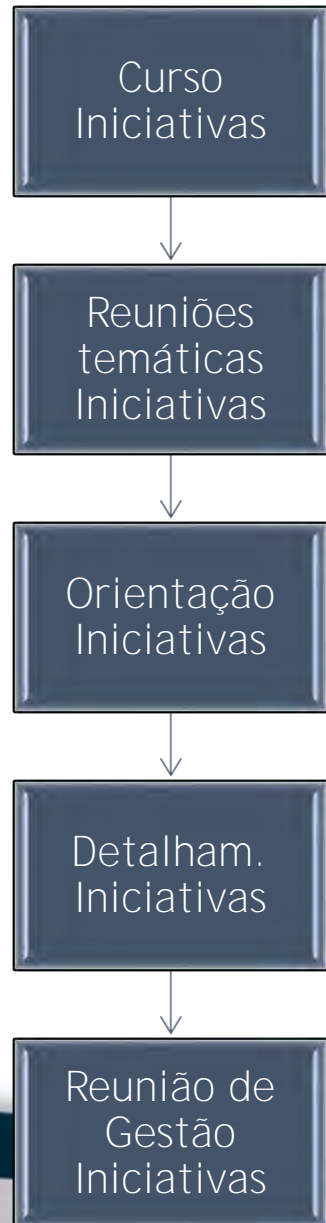 Curso
Iniciativas
Reuniões
temáticas
Iniciativas
Orientação
Iniciativas
Detalham.
Iniciativas
Reunião de
Gestão
Iniciativas